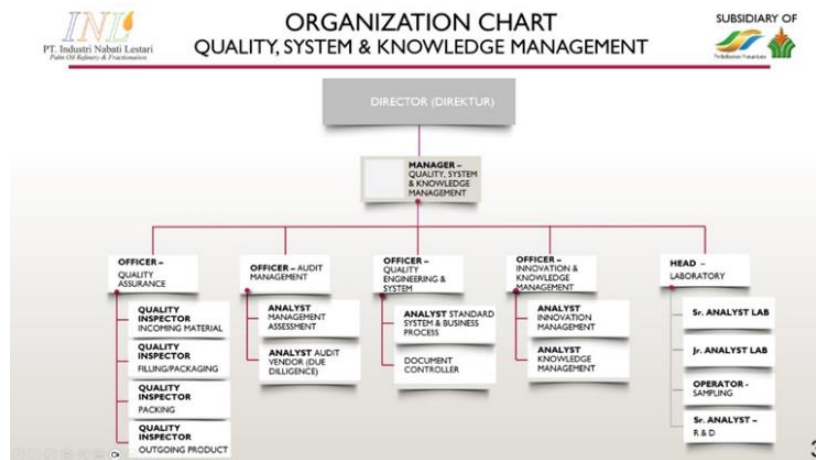 INL
PT. Industri Nabati Lestari
Palm Oil Refinery & Fractionation
ORGANIZATION CHART
QUALITY, SYSTEM & KNOWLEDGE MANAGEMENT
SUBSIDIARY OF
DIRECTOR (DIREKTUR)
MANAGER –
QUALITY, SYSTEM
& KNOWLEDGE
MANAGEMENT
OFFICER –
QUALITY
ASSURANCE
QUALITY
INSPECTOR
INCOMING MATERIAL
QUALITY
INSPECTOR
FILLING/PACKAGING
QUALITY
INSPECTOR
PACKING
QUALITY
INSPECTOR
OUTGOING PRODUCT
OFFICER – AUDIT
MANAGEMENT
ANALYST
MANAGEMENT
ASSESSMENT
ANALYST AUDIT
VENDOR (DUE
DILLIGENCE)
OFFICER –
QUALITY
ENGINEERING &
SYSTEM
ANALYST STANDARD
SYSTEM & BUSINESS
PROCESS
DOCUMENT
CONTROLLER
OFFICER –
INNOVATION &
KNOWLEDGE
MANAGEMENT
ANALYST
INNOVATION
MANAGEMENT
ANALYST
KNOWLEDGE
MANAGEMENT
HEAD –
LABORATORY
Sr. ANALYST LAB
Jr. ANALYST LAB
OPERATOR -
SAMPLING
Sr. ANALYST –
R & D